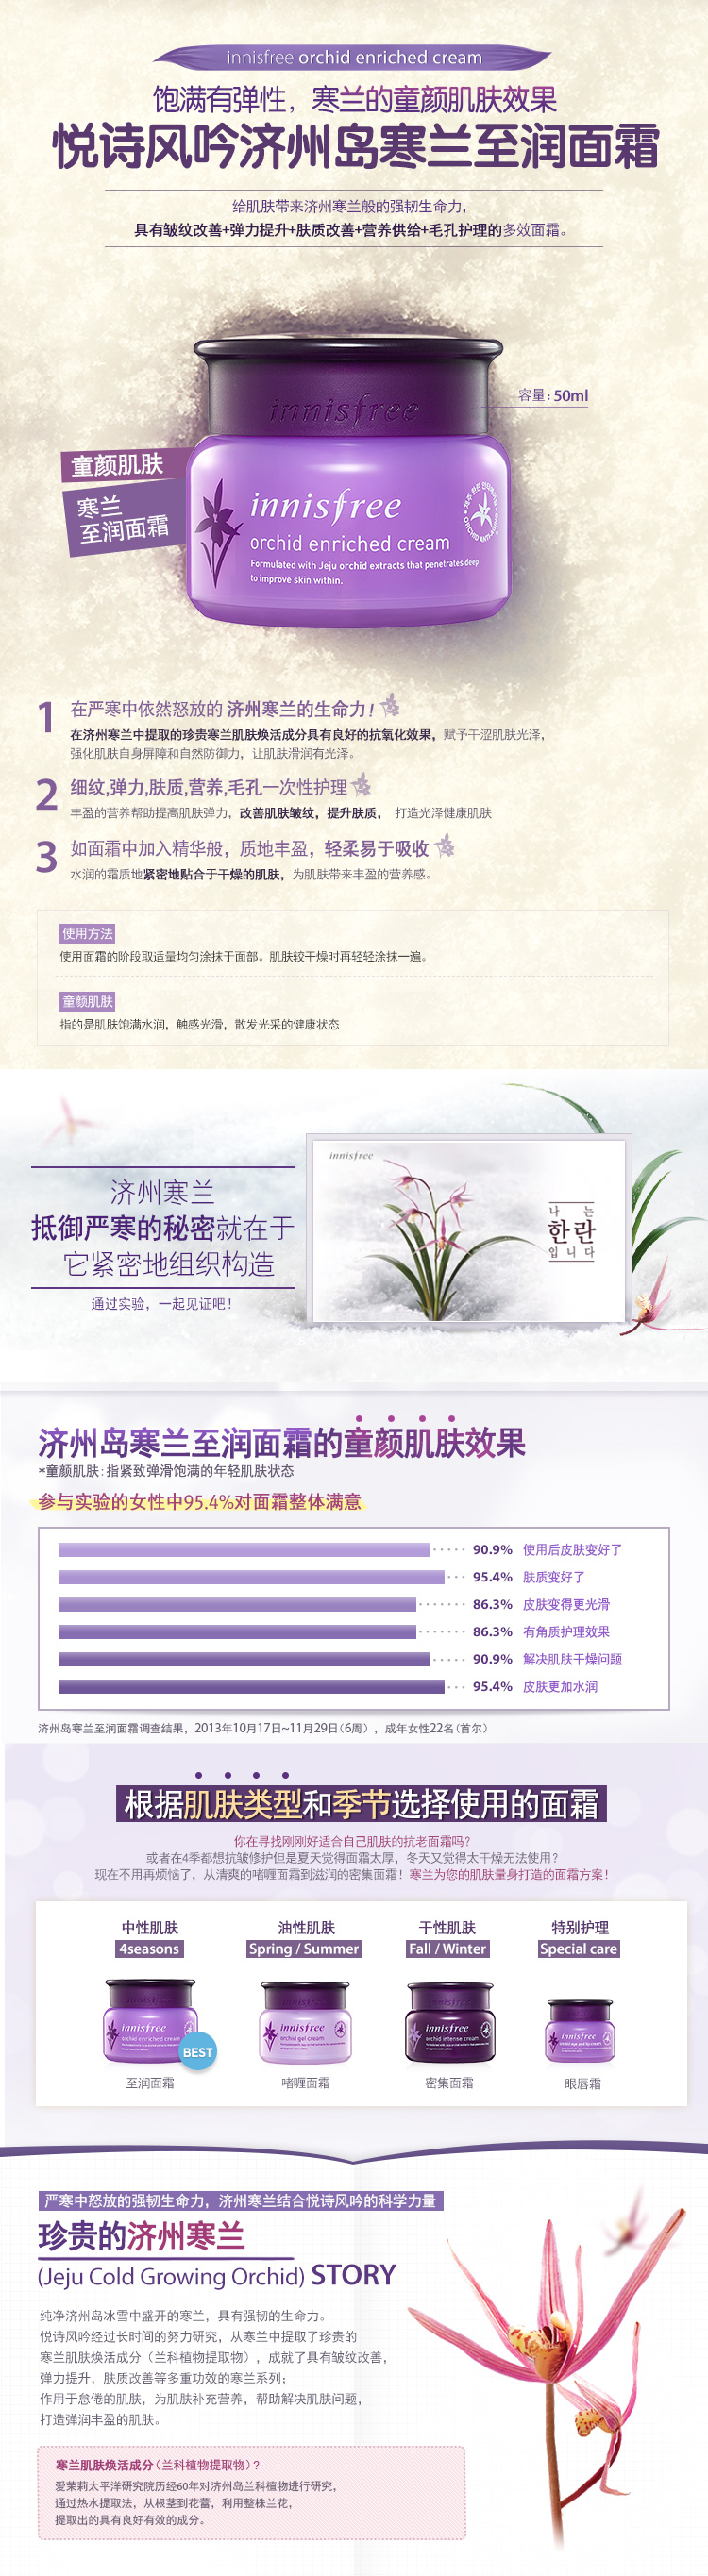 innisfree orchid enriched cream
饱满有弹性，寒兰的童颜肌肤效果
悦诗风吟济州岛寒兰至润面霜
给肌肤带来济州寒兰般的强韧生命力，
具有皱纹改善+弹力提升+肤质改善+营养供给+毛孔护理的多效面霜。
innisfree
容量：50ml
童颜肌肤
寒兰
至润面霜
innisfree
orchid enriched cream
Formulated with Jeju orchid extracts that penetrates deep
to improve skin within.
1 在严寒中依然怒放的 济州寒兰的生命力！
在济州寒兰中提取的珍贵寒兰肌肤焕活成分具有良好的抗氧化效果，赋予干涩肌肤光泽，
强化肌肤自身屏障和自然防御力，让肌肤滑润有光泽。
2 细纹,弹力,肤质,营养,毛孔一次性护理
丰盈的营养帮助提高肌肤弹力，改善肌肤皱纹，提升肤质， 打造光泽健康肌肤
3 如面霜中加入精华般，质地丰盈，轻柔易于吸收
水润的霜质地紧密地贴合于干燥的肌肤，为肌肤带来丰盈的营养感。
使用方法
使用面霜的阶段取适量均匀涂抹于面部。肌肤较干燥时再轻轻涂抹一遍。
童颜肌肤
指的是肌肤饱满水润，触感光滑，散发光采的健康状态
济州寒兰
抵御严寒的秘密就在于
它紧密地组织构造
通过实验，一起见证吧！
innisfree
나는
한란
입니다
济州岛寒兰至润面霜的童颜肌肤效果
*童颜肌肤：指紧致弹滑饱满的年轻肌肤状态
参与实验的女性中95.4%对面霜整体满意
90.9% 使用后皮肤变好了
95.4% 肤质变好了
86.3% 皮肤变得更光滑
86.3% 有角质护理效果
90.9% 解决肌肤干燥问题
95.4% 皮肤更加水润
济州岛寒兰至润面霜调查结果，2013年10月17日~11月29日（6周），成年女性22名（首尔）
根据肌肤类型和季节选择使用的面霜
你在寻找刚刚好适合自己肌肤的抗老面霜吗？
或者在4季都想抗皱修护但是夏天觉得面霜太厚，冬天又觉得太干燥无法使用？
现在不用再烦恼了，从清爽的啫喱面霜到滋润的密集面霜！寒兰为您的肌肤量身打造的面霜方案！
中性肌肤 油性肌肤 干性肌肤 特别护理
4seasons Spring / Summer Fall / Winter Special care
innisfree innisfree innisfree innisfree
orchid enriched cream orchid gel cream orchid intense cream
BEST
至润面霜 啫喱面霜 密集面霜 眼唇霜
严寒中怒放的强韧生命力，济州寒兰结合悦诗风吟的科学力量
珍贵的济州寒兰
(Jeju Cold Growing Orchid) STORY
纯净济州岛冰雪中盛开的寒兰，具有强韧的生命力。
悦诗风吟经过长时间的努力研究，从寒兰中提取了珍贵的
寒兰肌肤焕活成分（兰科植物提取物），成就了具有皱纹改善，
弹力提升，肤质改善等多重功效的寒兰系列；
作用于怠倦的肌肤，为肌肤补充营养，帮助解决肌肤问题，
打造弹润丰盈的肌肤。
寒兰肌肤焕活成分（兰科植物提取物）？
爱茉莉太平洋研究院历经60年对济州岛兰科植物进行研究，
通过热水提取法，从根茎到花蕾，利用整株兰花，
提取出的具有良好有效的成分。